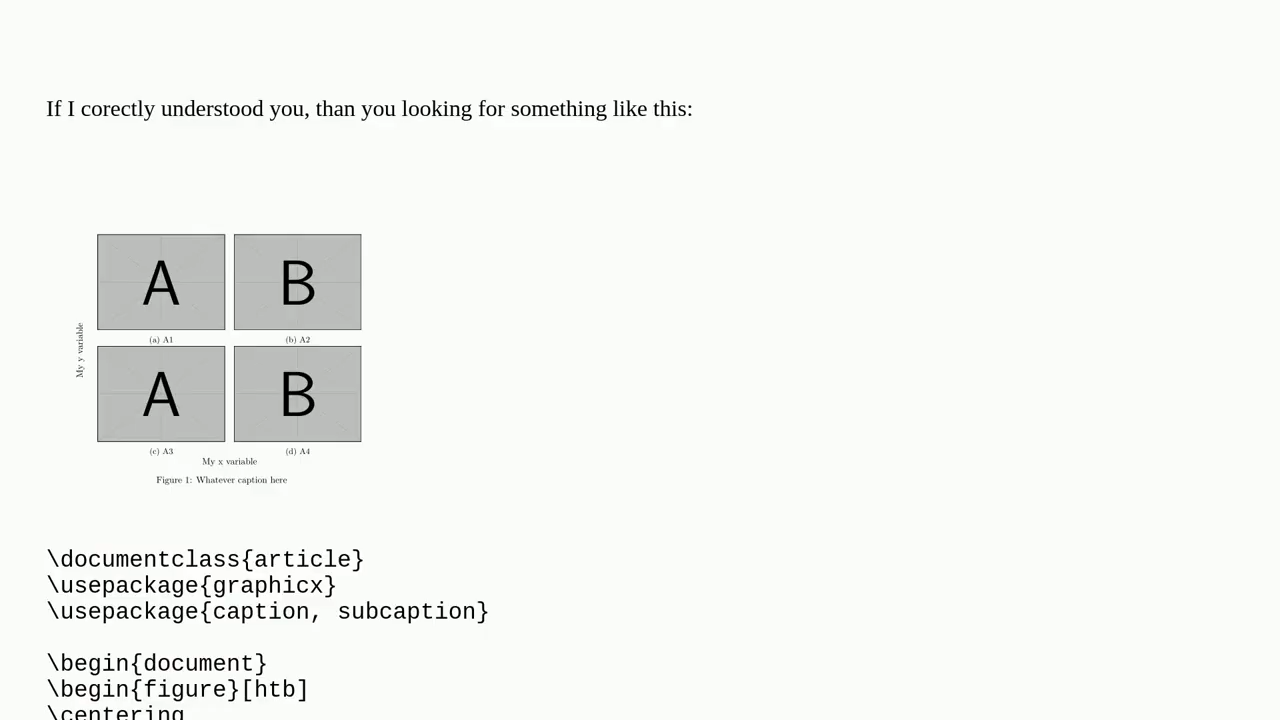 If I corectly understood you, than you looking for something like this:
A B
(a) A1 (b) A2
My y variable
A B
(c) A3 (d) A4
My x variable
Figure 1: Whatever caption here
\documentclass{article}
\usepackage{graphicx}
\usepackage{caption, subcaption}
\begin{document}
\begin{figure}[htb]
\centering